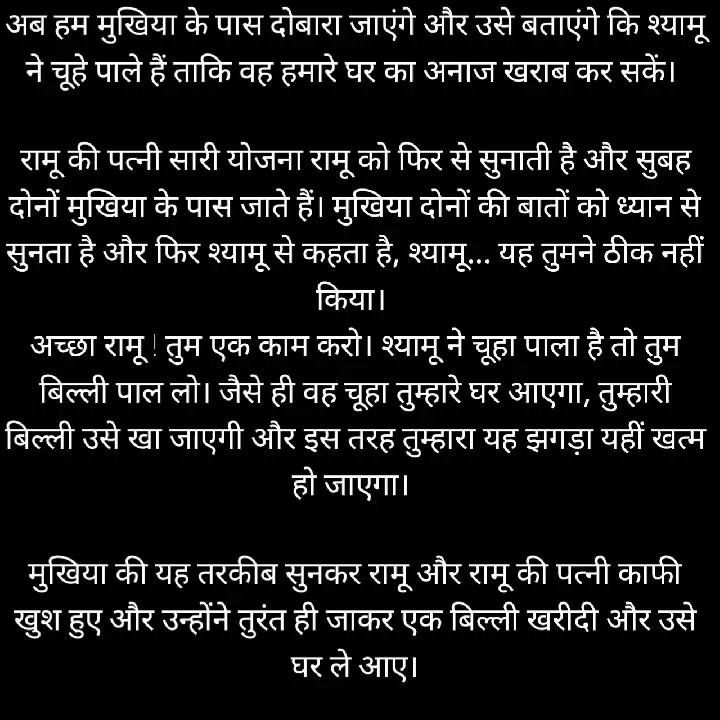 अब हम मुखिया के पास दोबारा जाएंगे और उसे बताएंगे कि श्यामू
ने चूहे पाले हैं ताकि वह हमारे घर का अनाज खराब कर सकें।
रामू की पत्नी सारी योजना रामू को फिर से सुनाती है और सुबह
दोनों मुखिया के पास जाते हैं। मुखिया दोनों की बातों को ध्यान से
सुनता है और फिर श्यामू से कहता है, श्यामू... यह तुमने ठीक नहीं
किया।
अच्छा रामू! तुम एक काम करो। श्यामू ने चूहा पाला है तो तुम
बिल्ली पाल लो। जैसे ही वह चूहा तुम्हारे घर आएगा, तुम्हारी
बिल्ली उसे खा जाएगी और इस तरह तुम्हारा यह झगड़ा यहीं खत्म
हो जाएगा।
मुखिया की यह तरकीब सुनकर रामू और रामू की पत्नी काफी
खुश हुए और उन्होंने तुरंत ही जाकर एक बिल्ली खरीदी और उसे
घर ले आए।